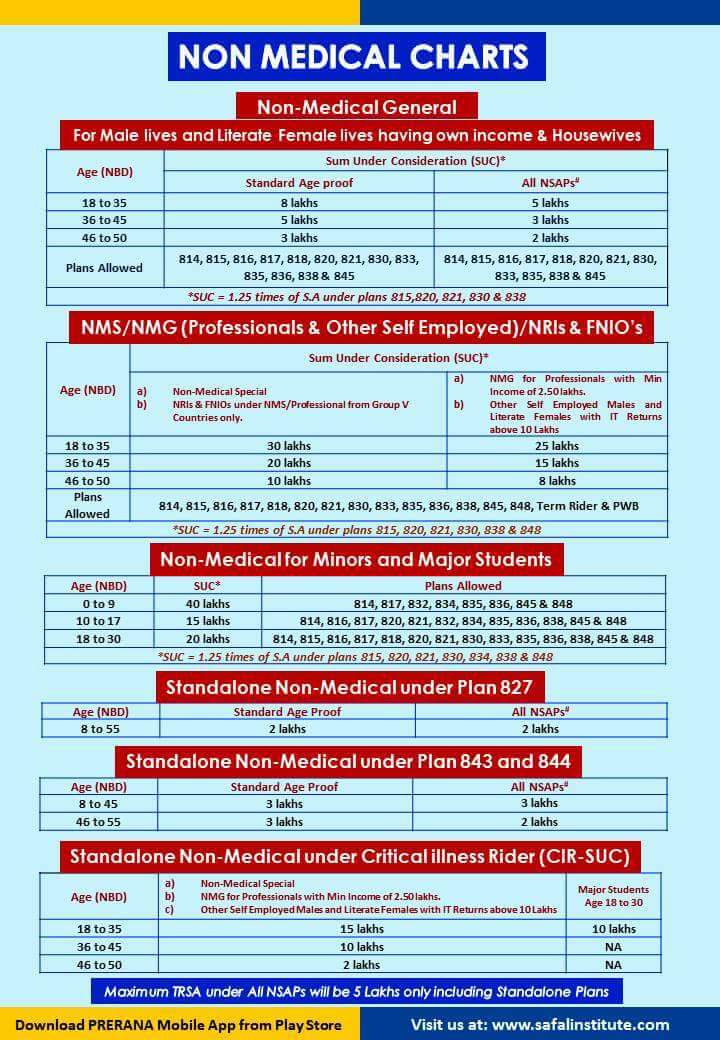 NON MEDICAL CHARTS
Non-Medical General
For Male lives and Literate Female lives having own income & Housewives
Age (NBD)
Sum Under Consideration (SUC)*
Standard Age proof All NSAPs#
18 to 35 8 lakhs 5 lakhs
36 to 45 5 lakhs 3 lakhs
46 to 50 3 lakhs 2 lakhs
Plans Allowed
814, 815, 816, 817, 818, 820, 821, 830, 833,
835, 836, 838 & 845
814, 815, 816, 817, 818, 820, 821, 830,
833, 835, 838 & 845
*SUC = 1.25 times of S.A under plans 815,820, 821, 830 & 838
NMS/NMG (Professionals & Other Self Employed)/NRIs & FNIO's
Age (NBD)
Sum Under Consideration (SUC)*
a) Non-Medical Special
b) NRIs & FNIOs under NMS/Professional from Group V
Countries only.
a) NMG for Professionals with Min
Income of 2.50 lakhs.
b) Other Self Employed Males and
Literate Females with IT Returns
above 10 Lakhs
18 to 35 30 lakhs 25 lakhs
36 to 45 20 lakhs 15 lakhs
46 to 50 10 lakhs 8 lakhs
Plans
Allowed
814, 815, 816, 817, 818, 820, 821, 830, 833, 835, 836, 838, 845, 848, Term Rider & PWB
*SUC = 1.25 times of S.A under plans 815, 820, 821, 830, 838 & 848
Non-Medical for Minors and Major Students
Age (NBD) SUC* Plans Allowed
0 to 9 40 lakhs 814, 817, 832, 834, 835, 836, 845 & 848
10 to 17 15 lakhs 814, 816, 817, 820, 821, 832, 834, 835, 836, 838, 845 & 848
18 to 30 20 lakhs 814, 815, 816, 817, 818, 820, 821, 830, 833, 835, 836, 838, 845 & 848
*SUC = 1.25 times of S.A under plans 815, 820, 821, 830, 834, 838 & 848
Standalone Non-Medical under Plan 827
Age (NBD) Standard Age Proof All NSAPs#
8 to 55 2 lakhs 2 lakhs
Standalone Non-Medical under Plan 843 and 844
Age (NBD) Standard Age Proof All NSAPs#
8 to 45 3 lakhs 3 lakhs
46 to 55 3 lakhs 2 lakhs
Standalone Non-Medical under Critical illness Rider (CIR-SUC)
Age (NBD)
a) Non-Medical Special
b) NMG for Professionals with Min Income of 2.50 lakhs.
c) Other Self Employed Males and Literate Females with IT Returns above 10 Lakhs
Major Students
Age 18 to 30
18 to 35 15 lakhs 10 lakhs
36 to 45 10 lakhs NA
46 to 50 2 lakhs NA
Maximum TRSA under All NSAPs will be 5 Lakhs only including Standalone Plans
Download PRERANA Mobile App from Play Store Visit us at: www.safalinstitute.com